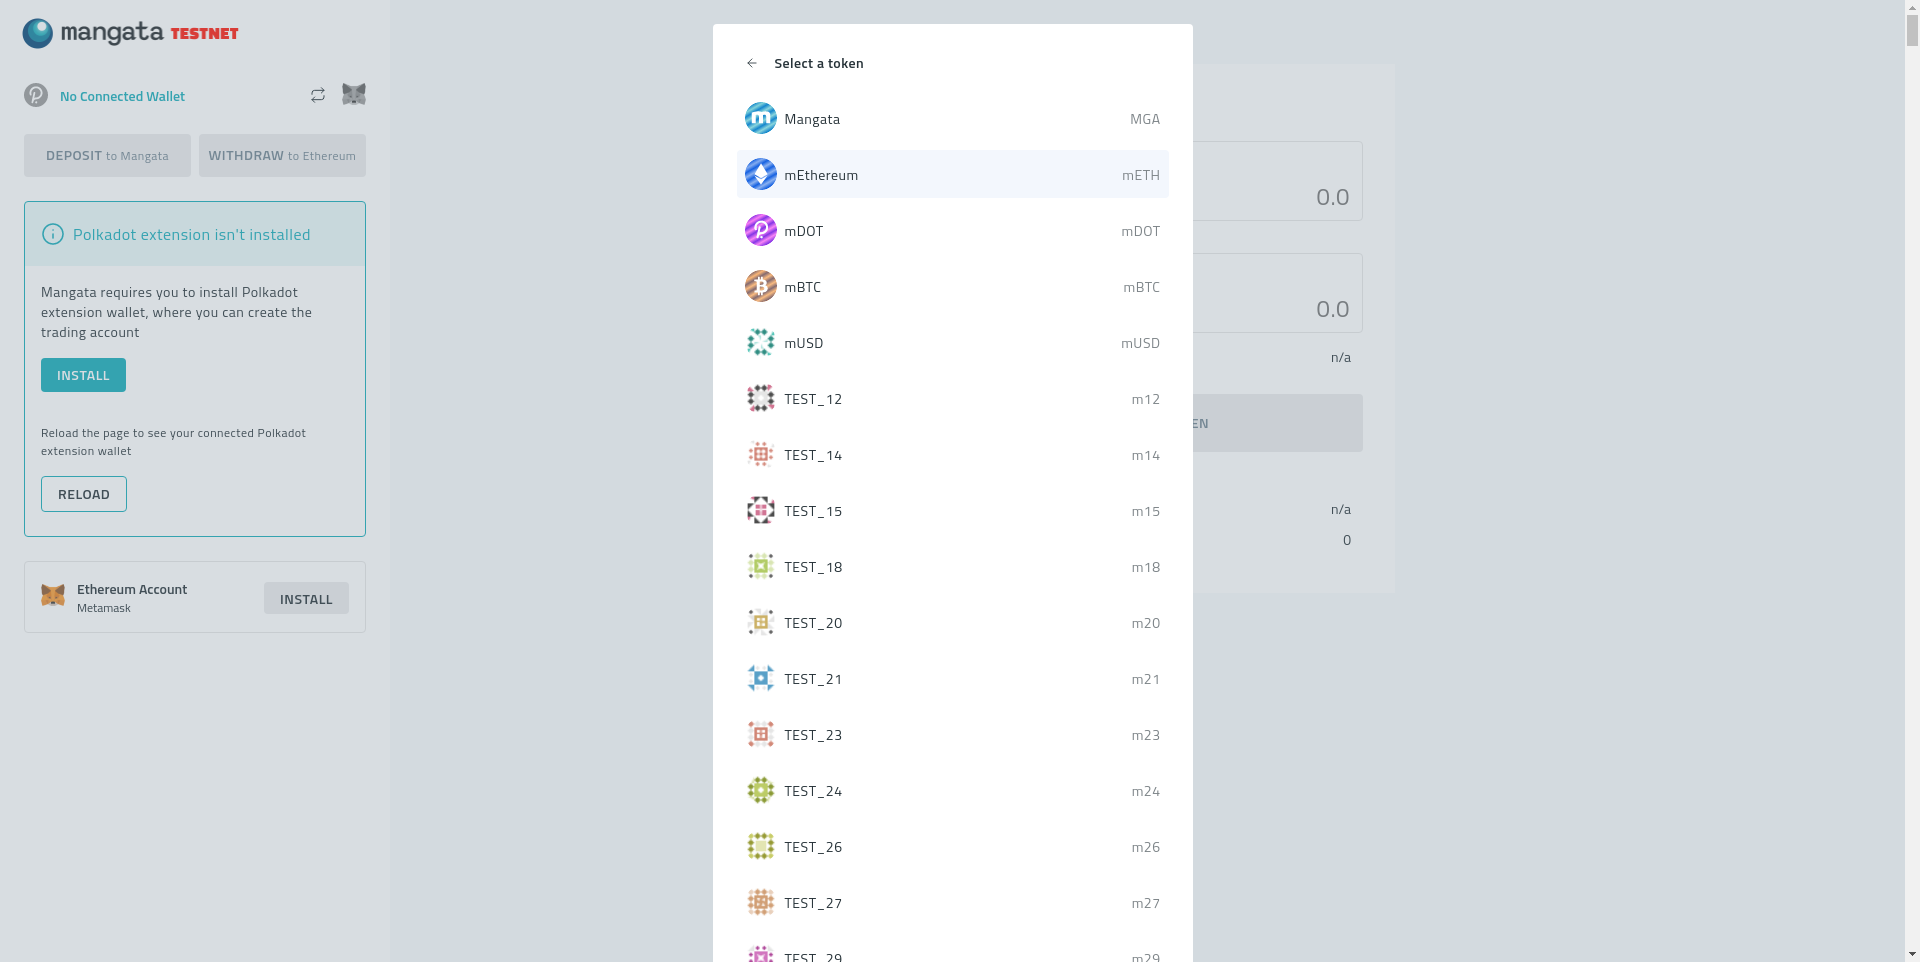 mangata TESTNET
No Connected Wallet
DEPOSIT to Mangata
WITHDRAW to Ethereum
Polkadot extension isn't installed
Mangata requires you to install Polkadot
extension wallet, where you can create the
trading account
INSTALL
Reload the page to see your connected Polkadot
extension wallet
RELOAD
Ethereum Account
Metamask
INSTALL
Select a token
Mangata MGA
mEthereum mETH
mDOT mDOT
mBTC mBTC
mUSD mUSD
TEST_12 m12
TEST_14 m14
TEST_15 m15
TEST_18 m18
TEST_20 m20
TEST_21 m21
TEST_23 m23
TEST_24 m24
TEST_26 m26
TEST_27 m27
TEST_29 m29
0.0
0.0
n/a
EN
n/a
0